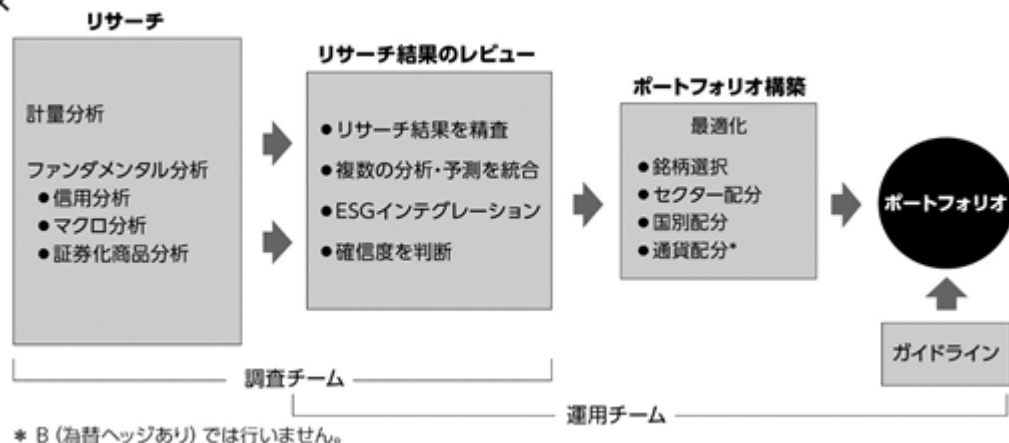 リサーチ
計量分析
ファンダメンタル分析
●信用分析
●マクロ分析
●証券化商品分析
リサーチ結果のレビュー
●リサーチ結果を精査
●複数の分析・予測を統合
●ESGインテグレーション
●確信度を判断
ポートフォリオ構築
最適化
●銘柄選択
●セクター配分
●国別配分
●通貨配分*
ポートフォリオ
ガイドライン
調査チーム
運用チーム
* B(為替ヘッジあり)では行いません。